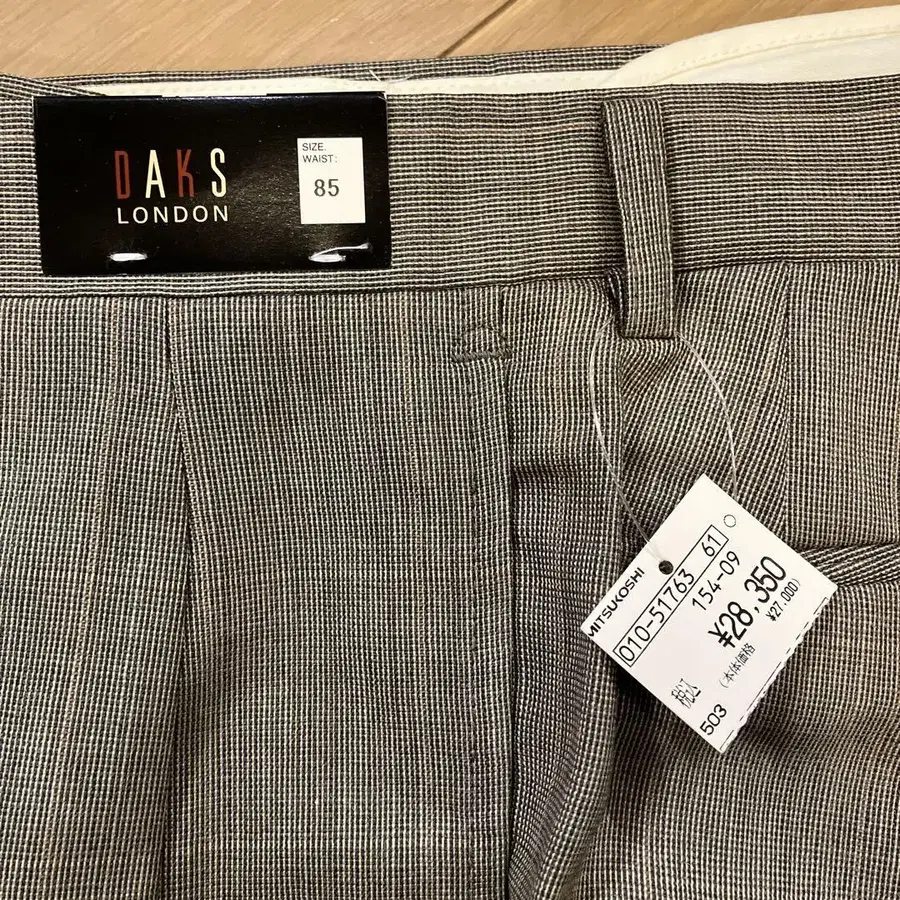 DAKS
LONDON
SIZE.
WAIST:
85
MITSUKOSHI
010-51763 61
154-09
¥28,350
(本体価格 ¥27,000)
税込
503